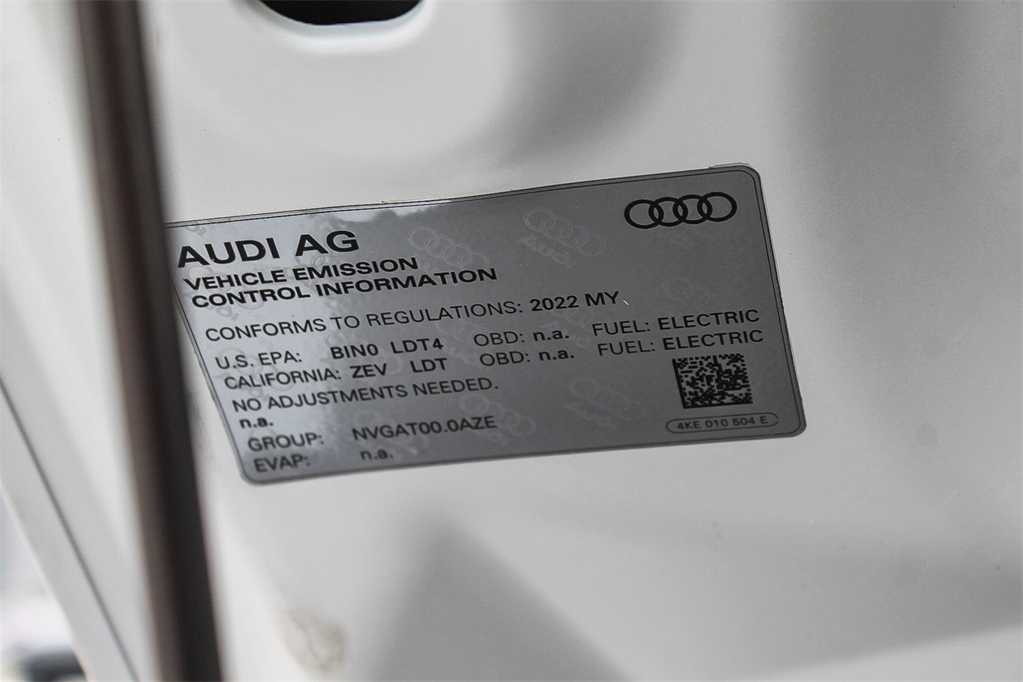 AUDI AG
VEHICLE EMISSION
CONTROL INFORMATION
CONFORMS TO REGULATIONS: 2022 MY
U.S. EPA: BIN0 LDT4 OBD: n.a. FUEL: ELECTRIC
CALIFORNIA: ZEV LDT OBD: n.a. FUEL: ELECTRIC
NO ADJUSTMENTS NEEDED.
n.a.
GROUP: NVGAT00.0AZE
EVAP: n.a.
4KE 010 504 E